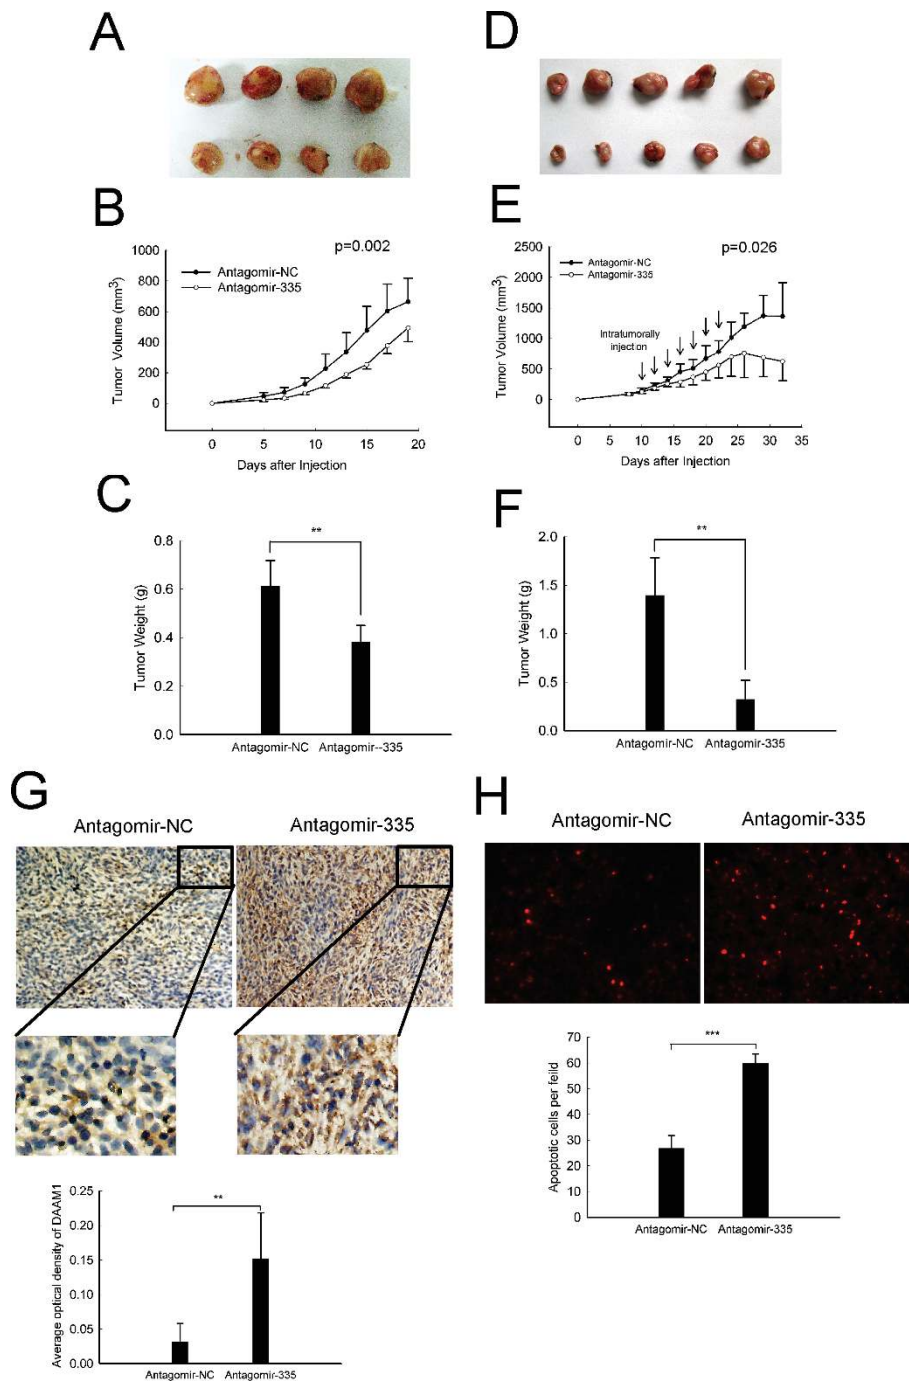 A
D
B
p=0.002
Antagomir-NC
Antagomir-335
Tumor Volume (mm³)
1000
800
600
400
200
0
0 5 10 15 20
Days after Injection
E
p=0.026
Antagomir-NC
Antagomir-335
Intratumorally
injection
Tumor Volume (mm³)
2500
2000
1500
1000
500
0
0 5 10 15 20 25 30 35
Days after Injection
C
**
Tumor Weight (g)
0.8
0.6
0.4
0.2
0.0
Antagomir-NC Antagomir--335
F
**
Tumor Weight (g)
2.0
1.5
1.0
0.5
0.0
Antagomir-NC Antagomir-335
G
Antagomir-NC Antagomir-335
**
Average optical density of DAAM1
0.25
0.20
0.15
0.10
0.05
0.00
Antagomir-NC Antagomir-335
H
Antagomir-NC Antagomir-335
***
Apoptotic cells per feild
70
60
50
40
30
20
10
0
Antagomir-NC Antagomir-335